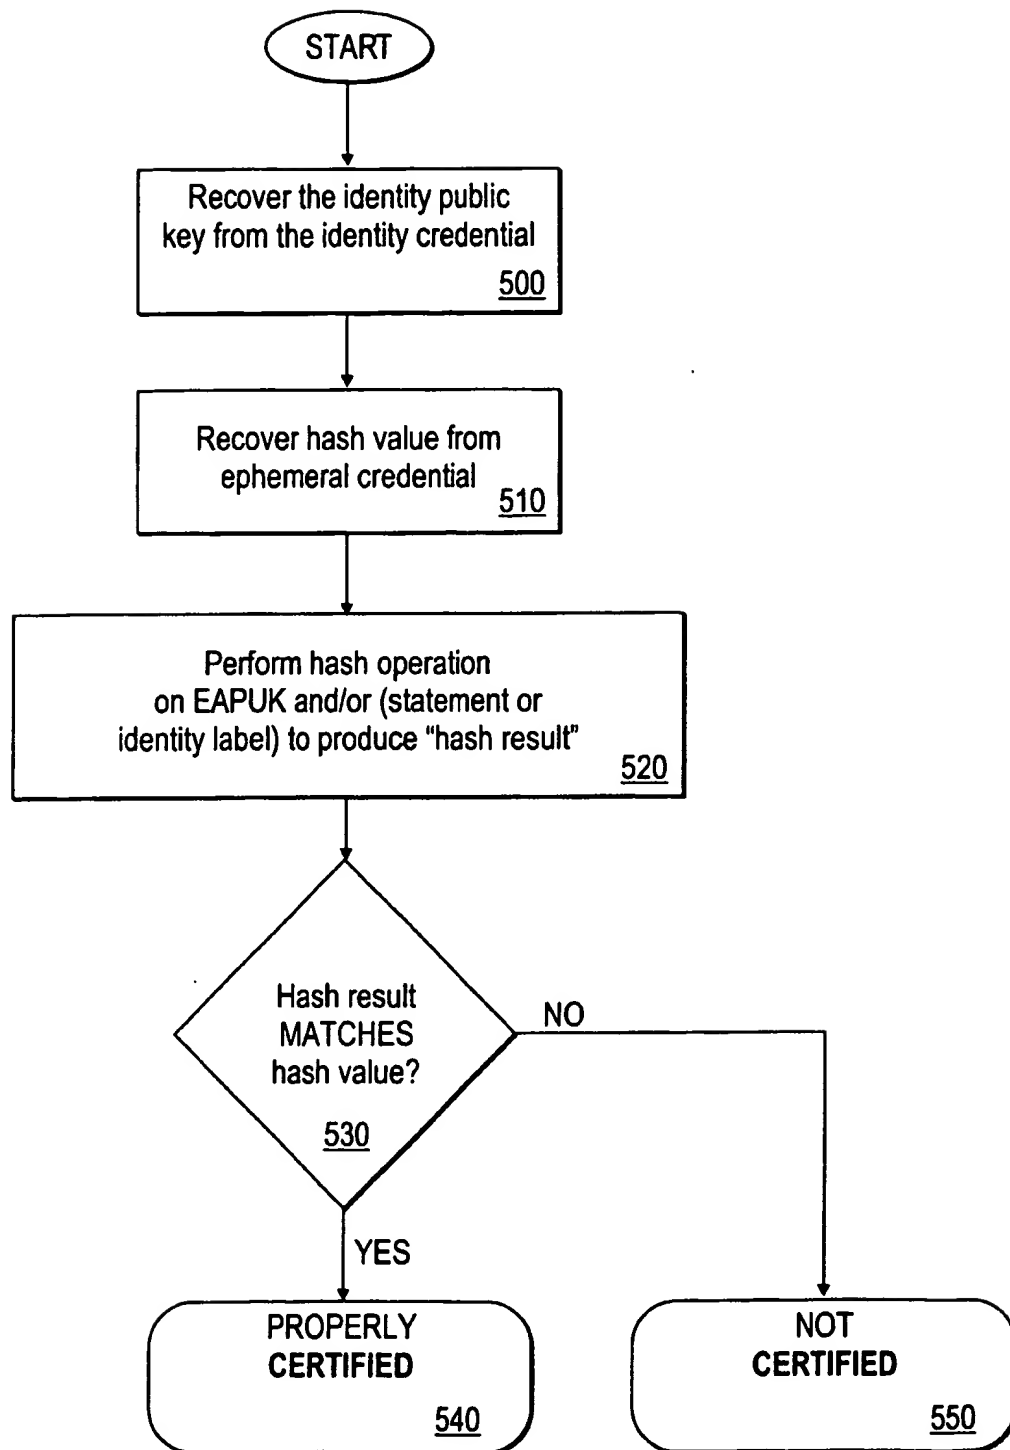 START
Recover the identity public
key from the identity credential
500
Recover hash value from
ephemeral credential
510
Perform hash operation
on EAPUK and/or (statement or
identity label) to produce “hash result”
520
Hash result
MATCHES
hash value?
530
NO
YES
PROPERLY
CERTIFIED
540
NOT
CERTIFIED
550